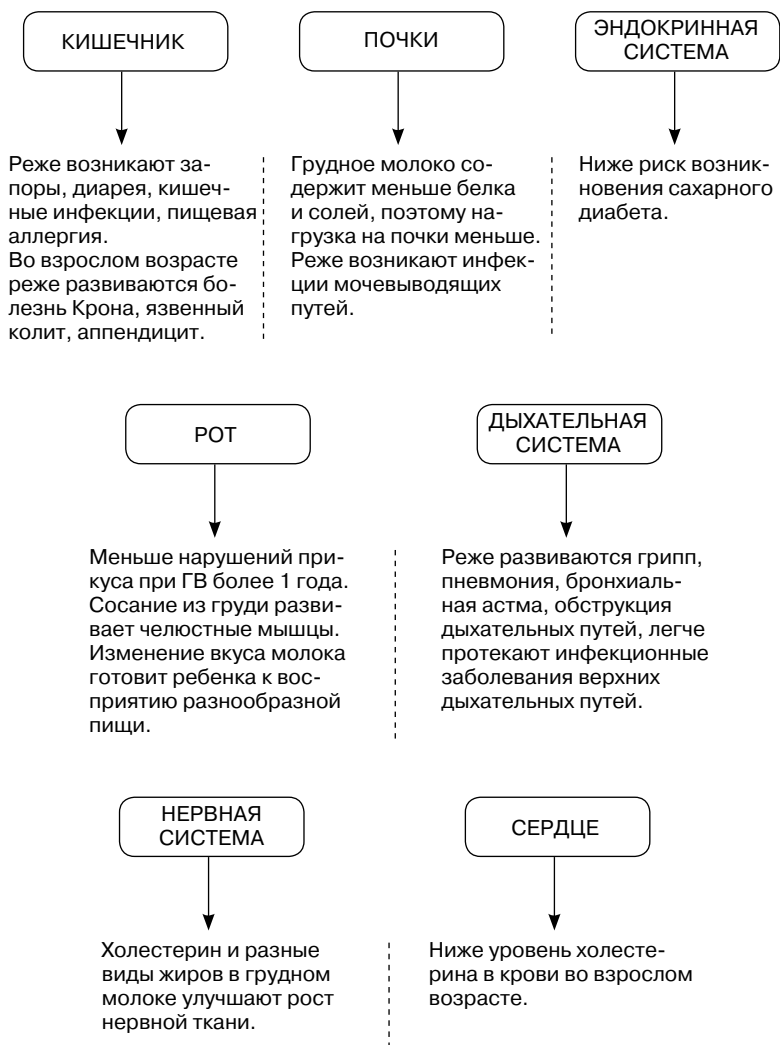 КИШЕЧНИК
Реже возникают за-
поры, диарея, кишеч-
ные инфекции, пищевая
аллергия.
Во взрослом возрасте
реже развиваются бо-
лезнь Крона, язвенный
колит, аппендицит.
ПОЧКИ
Грудное молоко со-
держит меньше белка
и солей, поэтому на-
грузка на почки меньше.
Реже возникают инфек-
ции мочевыводящих
путей.
ЭНДОКРИННАЯ
СИСТЕМА
Ниже риск возник-
новения сахарного
диабета.
РОТ
Меньше нарушений при-
куса при ГВ более 1 года.
Сосание из груди разви-
вает челюстные мышцы.
Изменение вкуса молока
готовит ребенка к вос-
приятию разнообразной
пищи.
ДЫХАТЕЛЬНАЯ
СИСТЕМА
Реже развиваются грипп,
пневмония, бронхиаль-
ная астма, обструкция
дыхательных путей, легче
протекают инфекционные
заболевания верхних
дыхательных путей.
НЕРВНАЯ
СИСТЕМА
Холестерин и разные
виды жиров в грудном
молоке улучшают рост
нервной ткани.
СЕРДЦЕ
Ниже уровень холесте-
рина в крови во взрослом
возрасте.